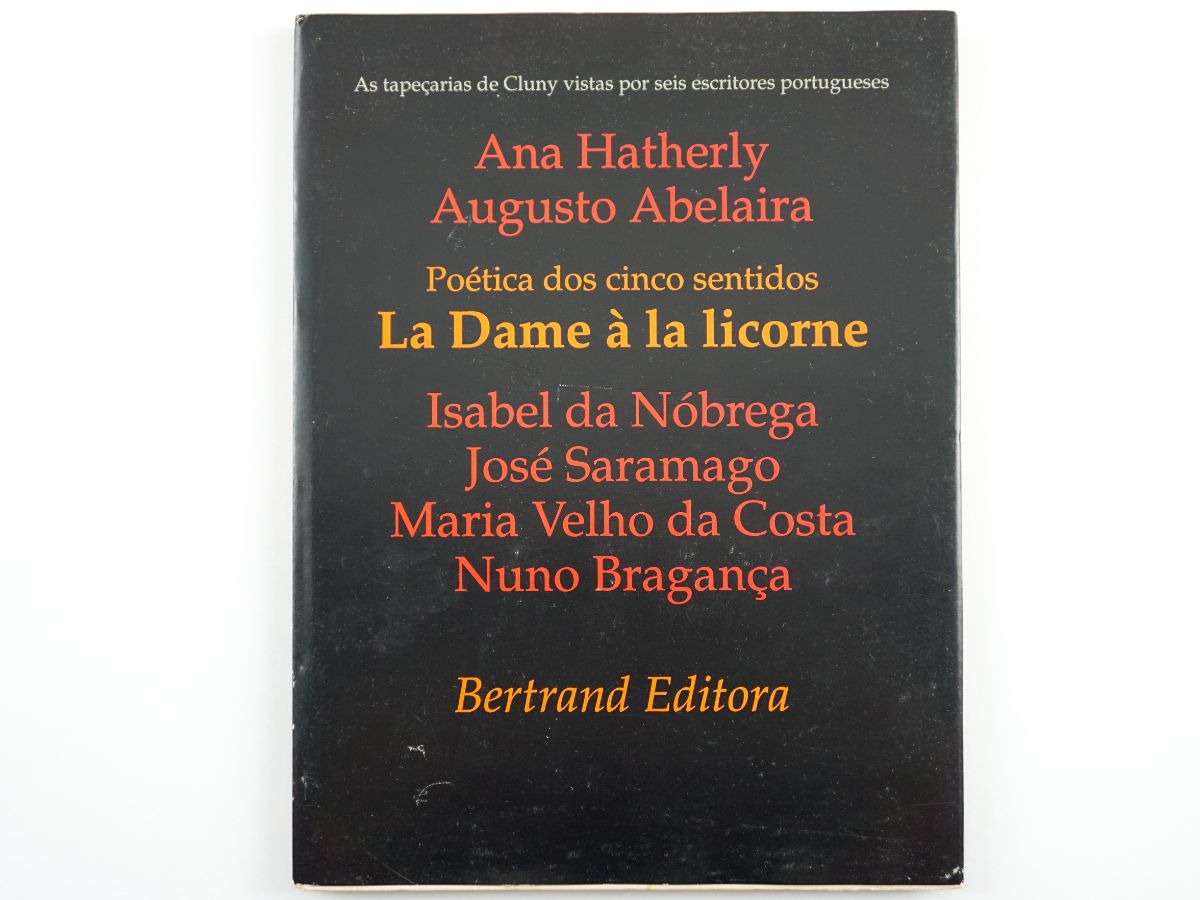 As tapeçarias de Cluny vistas por seis escritores portugueses
Ana Hatherly
Augusto Abelaira
Poética dos cinco sentidos
La Dame à la licorne
Isabel da Nóbrega
José Saramago
Maria Velho da Costa
Nuno Bragança
Bertrand Editora